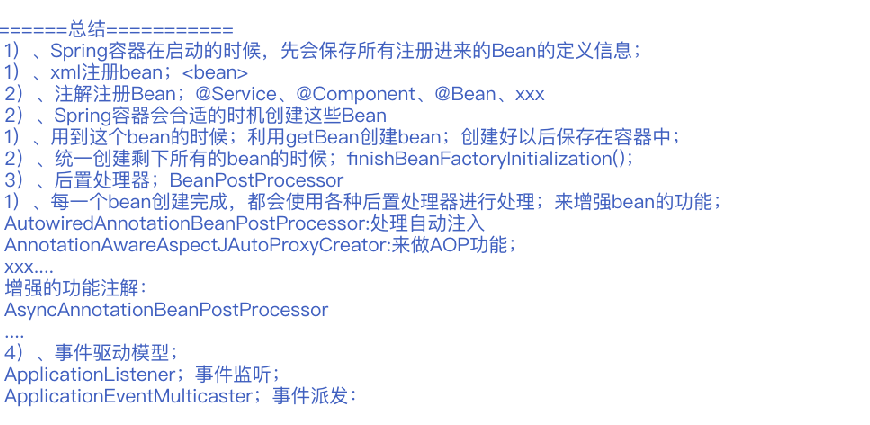 ======总结===========
1）、Spring容器在启动的时候，先会保存所有注册进来的Bean的定义信息；
1）、xml注册bean；<bean>
2）、注解注册Bean；@Service、@Component、@Bean、xxx
2）、Spring容器会合适的时机创建这些Bean
1）、用到这个bean的时候；利用getBean创建bean；创建好以后保存在容器中；
2）、统一创建剩下所有的bean的时候；finishBeanFactoryInitialization()；
3）、后置处理器；BeanPostProcessor
1）、每一个bean创建完成，都会使用各种后置处理器进行处理；来增强bean的功能；
AutowiredAnnotationBeanPostProcessor:处理自动注入
AnnotationAwareAspectJAutoProxyCreator:来做AOP功能；
xxx....
增强的功能注解：
AsyncAnnotationBeanPostProcessor
....
4）、事件驱动模型；
ApplicationListener；事件监听；
ApplicationEventMulticaster；事件派发：